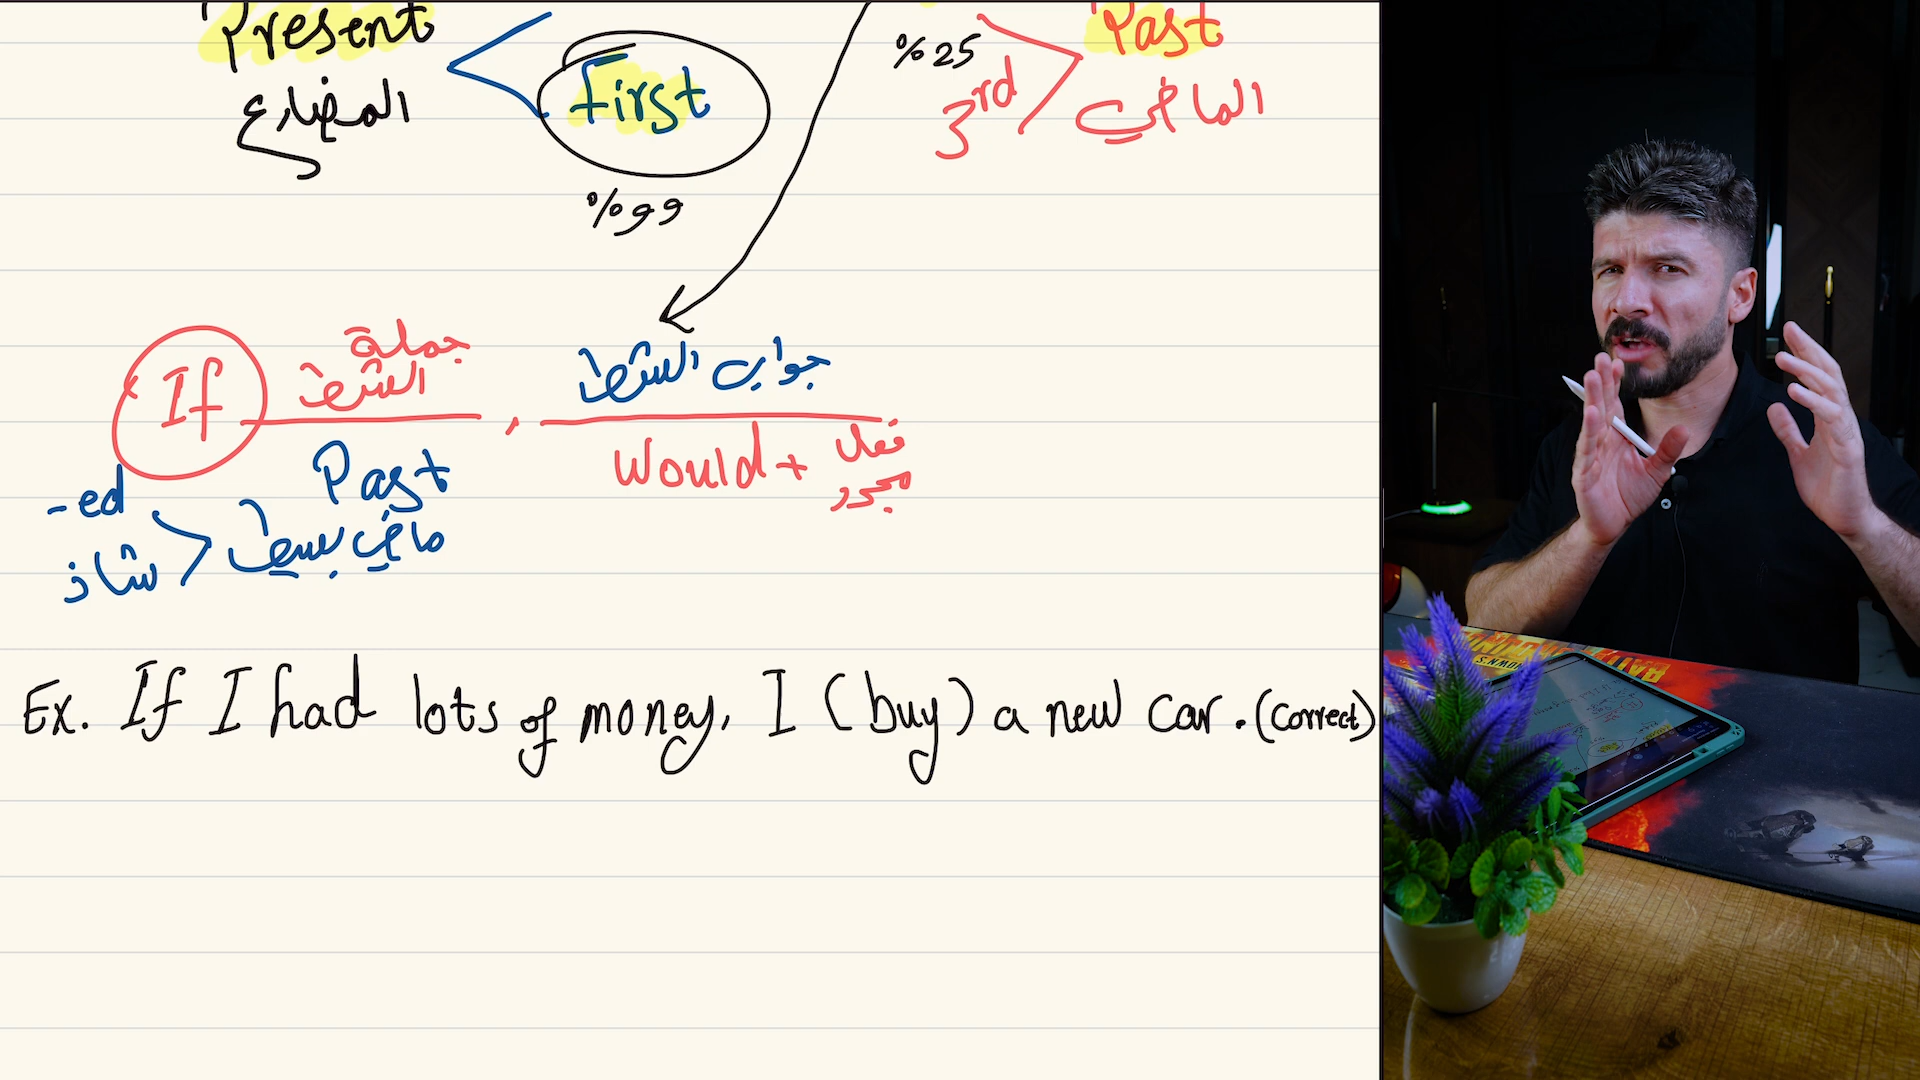 Present
المضارع
First
%99
%25
3rd
Past
الماضي
If جملة الشرط , جواب الشرط
Past
ماضي بسيط
-ed
شاذ
Would + فعل مجرد
Ex. If I had lots of money, I (buy) a new car. (correct)